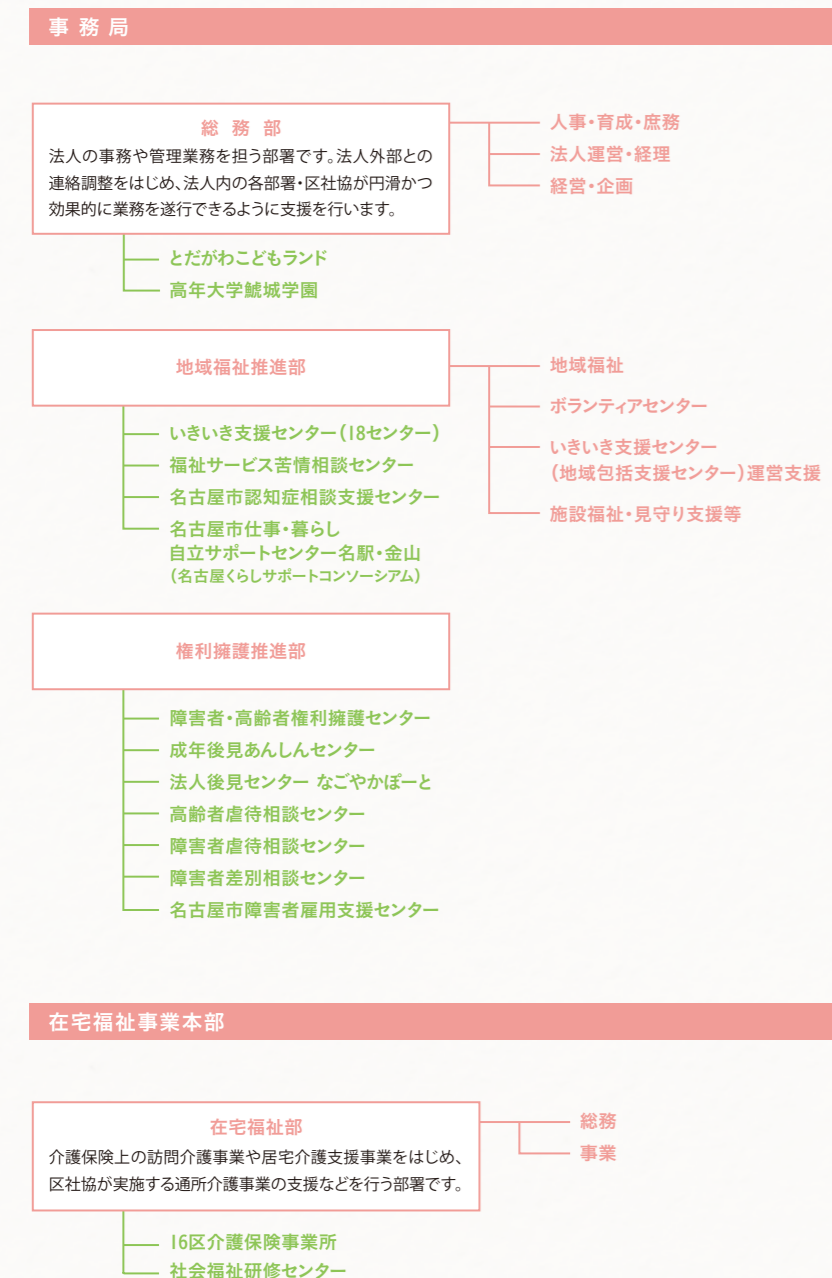 事務局
総務部
法人の事務や管理業務を担う部署です。法人外部との
連絡調整をはじめ、法人内の各部署・区社協が円滑かつ
効果的に業務を遂行できるように支援を行います。
人事・育成・庶務
法人運営・経理
経営・企画
とだがわこどもランド
高年大学鯱城学園
地域福祉推進部
地域福祉
ボランティアセンター
いきいき支援センター
(地域包括支援センター)運営支援
施設福祉・見守り支援等
いきいき支援センター(18センター)
福祉サービス苦情相談センター
名古屋市認知症相談支援センター
名古屋市仕事・暮らし
自立サポートセンター名駅・金山
(名古屋くらしサポートコンソーシアム)
権利擁護推進部
障害者・高齢者権利擁護センター
成年後見あんしんセンター
法人後見センター なごやかぽーと
高齢者虐待相談センター
障害者虐待相談センター
障害者差別相談センター
名古屋市障害者雇用支援センター
在宅福祉事業本部
在宅福祉部
介護保険上の訪問介護事業や居宅介護支援事業をはじめ、
区社協が実施する通所介護事業の支援などを行う部署です。
総務
事業
16区介護保険事業所
社会福祉研修センター